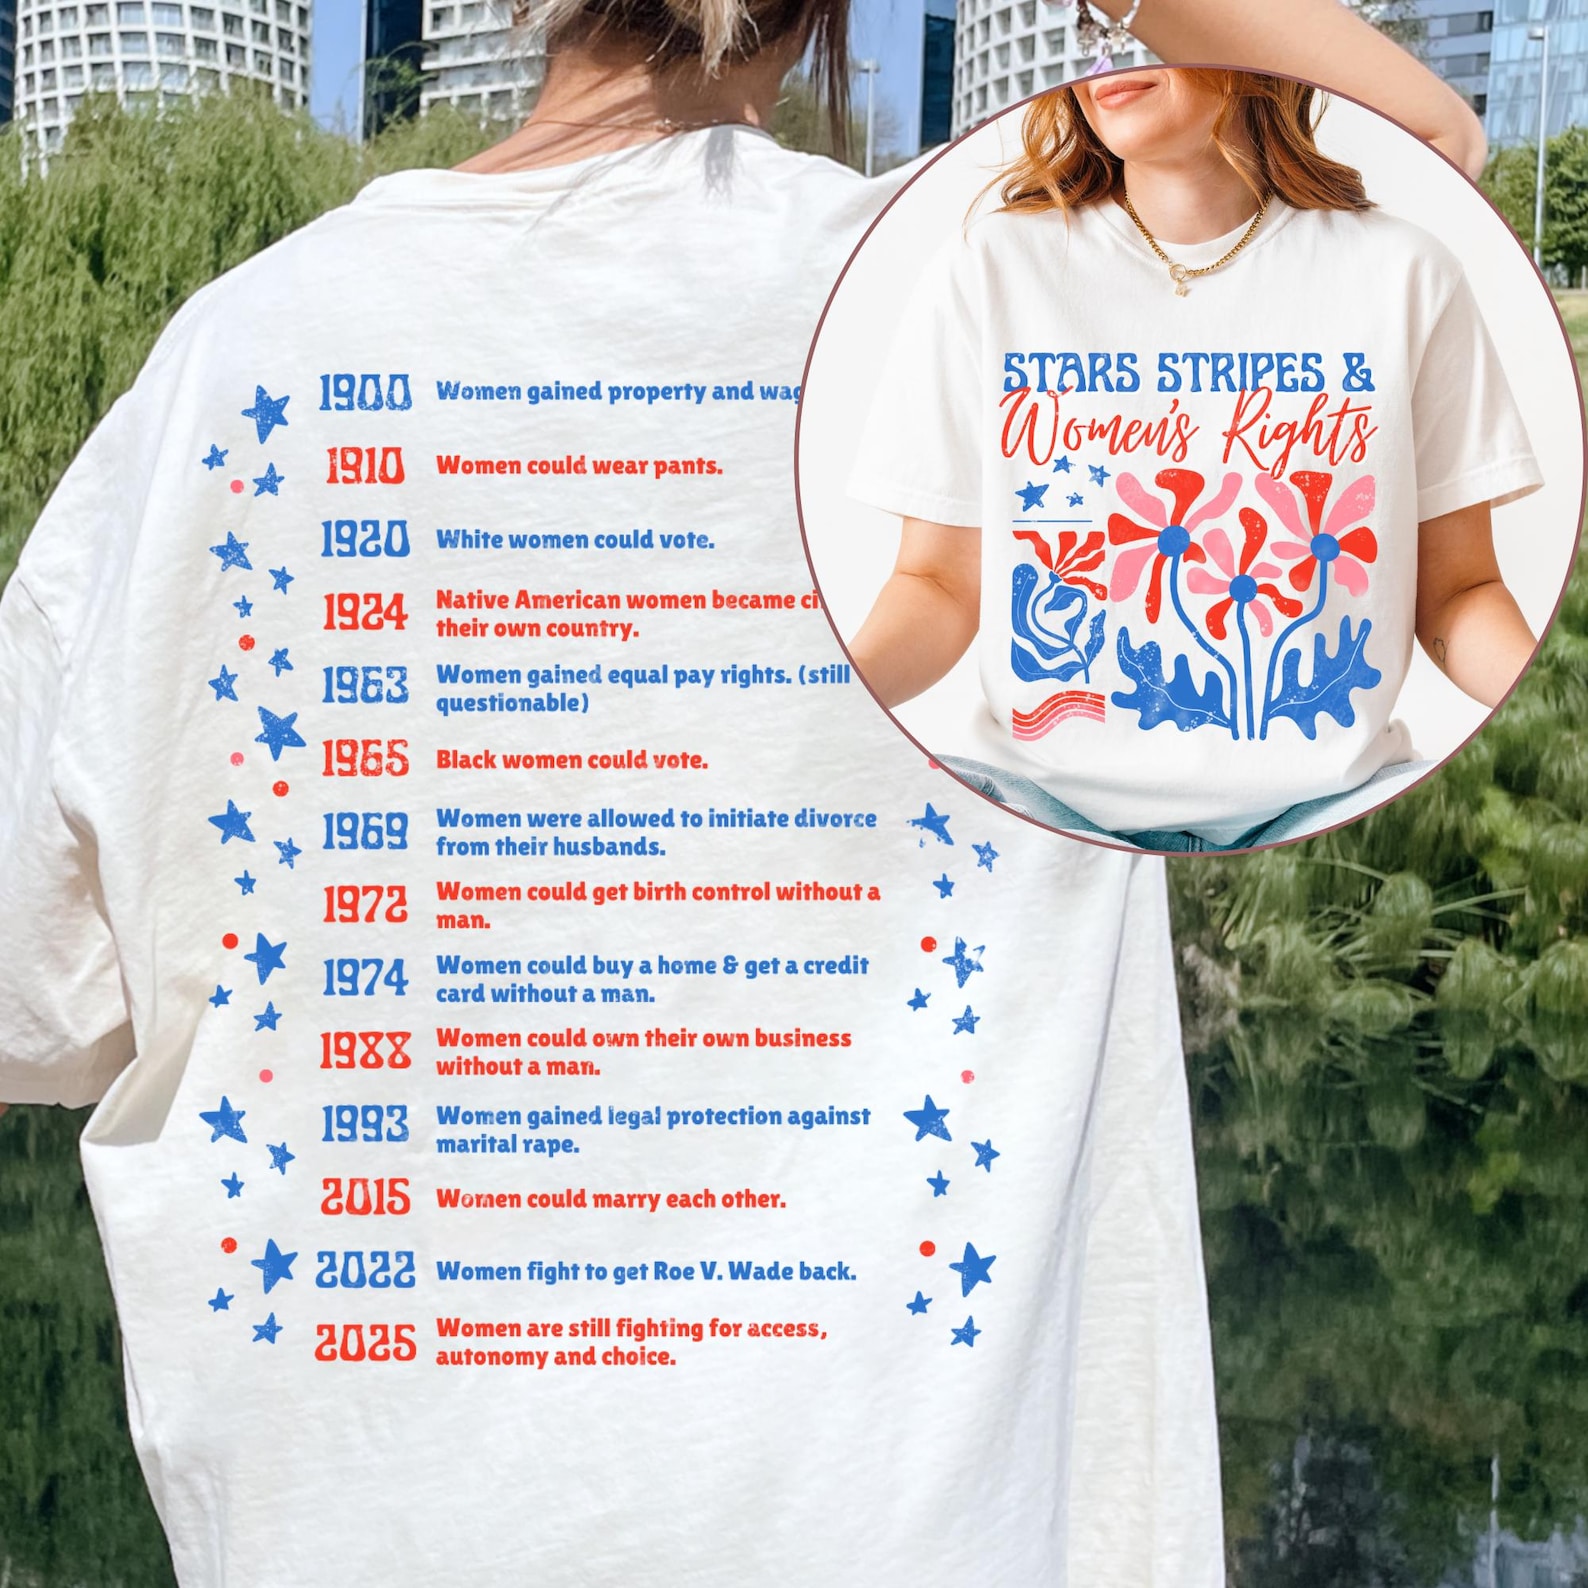 1900 Women gained property and
1910 Women could wear pants.
1920 White women could vote.
1924 Native American women became
their own country.
1963 Women gained equal pay rights. (still
questionable)
1965 Black women could vote.
1969 Women were allowed to initiate divorce
from their husbands.
1972 Women could get birth control without a
man.
1974 Women could buy a home & get a credit
card without a man.
1988 Women could own their own business
without a man.
1993 Women gained legal protection against
marital rape.
2015 Women could marry each other.
2022 Women fight to get Roe V. Wade back.
2025 Women are still fighting for access,
autonomy and choice.
STARS STRIPES &
Women's Rights